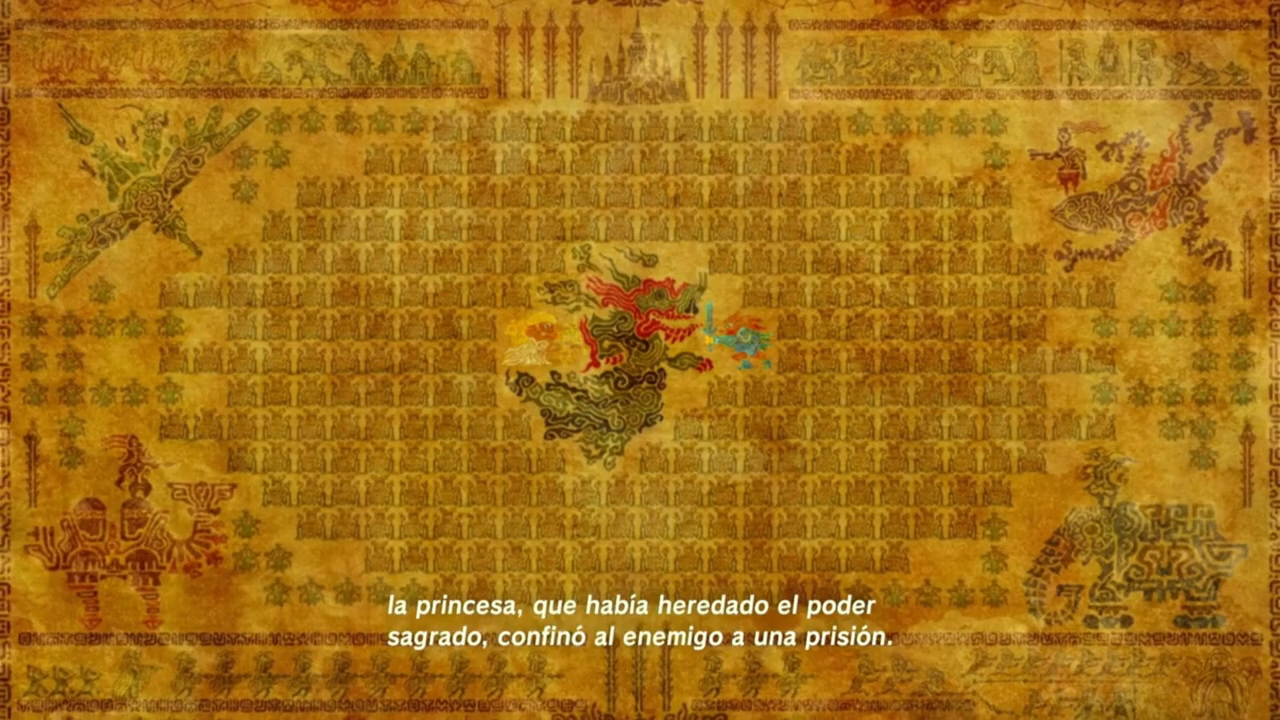 la princesa, que había heredado el poder
sagrado, confinó al enemigo a una prisión.